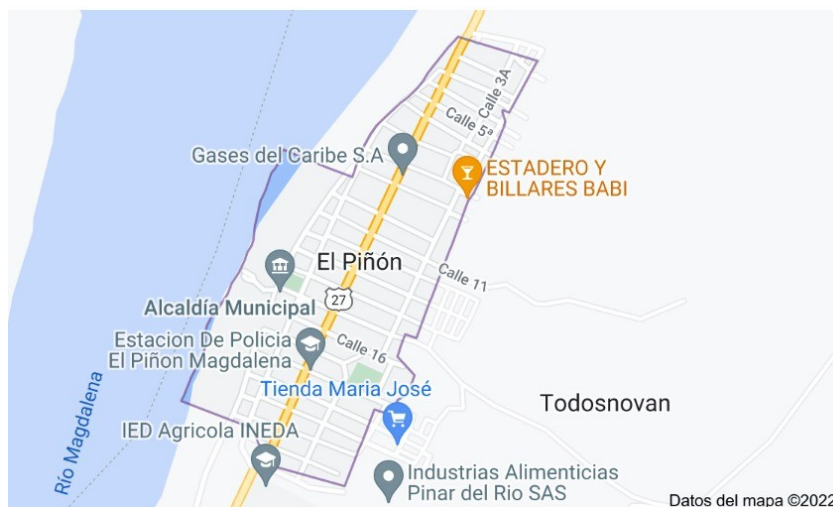 Calle 3A
Calle 5ª
Gases del Caribe S.A
ESTADERO Y
BILLARES BABI
El Piñón
Calle 11
Alcaldía Municipal
27
Estacion De Policia
El Piñon Magdalena
Calle 16
Tienda Maria José
Todosnovan
Río Magdalena
IED Agricola INEDA
Industrias Alimenticias
Pinar del Rio SAS
Datos del mapa ©2022